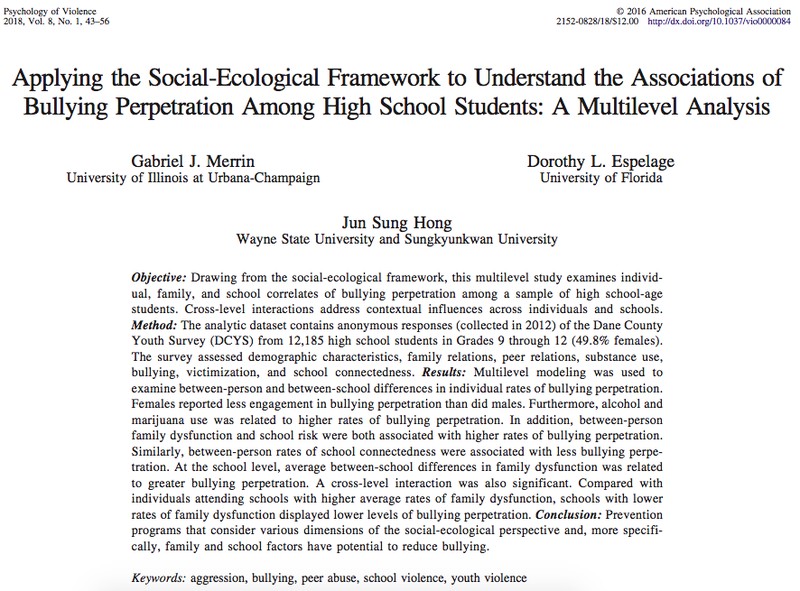 Psychology of Violence
2018, Vol. 8, No. 1, 43–56
© 2016 American Psychological Association
2152-0828/18/$12.00 http://dx.doi.org/10.1037/vio0000084
Applying the Social-Ecological Framework to Understand the Associations of
Bullying Perpetration Among High School Students: A Multilevel Analysis
Gabriel J. Merrin
University of Illinois at Urbana-Champaign
Dorothy L. Espelage
University of Florida
Jun Sung Hong
Wayne State University and Sungkyunkwan University
Objective: Drawing from the social-ecological framework, this multilevel study examines individ-
ual, family, and school correlates of bullying perpetration among a sample of high school-age
students. Cross-level interactions address contextual influences across individuals and schools.
Method: The analytic dataset contains anonymous responses (collected in 2012) of the Dane County
Youth Survey (DCYS) from 12,185 high school students in Grades 9 through 12 (49.8% females).
The survey assessed demographic characteristics, family relations, peer relations, substance use,
bullying, victimization, and school connectedness. Results: Multilevel modeling was used to
examine between-person and between-school differences in individual rates of bullying perpetration.
Females reported less engagement in bullying perpetration than did males. Furthermore, alcohol and
marijuana use was related to higher rates of bullying perpetration. In addition, between-person
family dysfunction and school risk were both associated with higher rates of bullying perpetration.
Similarly, between-person rates of school connectedness were associated with less bullying perpe-
tration. At the school level, average between-school differences in family dysfunction was related
to greater bullying perpetration. A cross-level interaction was also significant. Compared with
individuals attending schools with higher average rates of family dysfunction, schools with lower
rates of family dysfunction displayed lower levels of bullying perpetration. Conclusion: Prevention
programs that consider various dimensions of the social-ecological perspective and, more specifi-
cally, family and school factors have potential to reduce bullying.
Keywords: aggression, bullying, peer abuse, school violence, youth violence